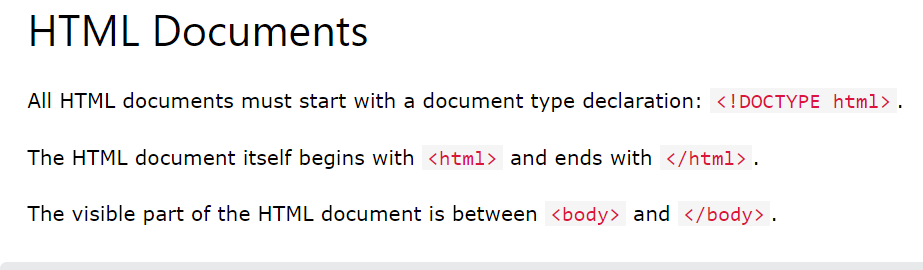 HTML Documents
All HTML documents must start with a document type declaration: <!DOCTYPE html>.
The HTML document itself begins with <html> and ends with </html>.
The visible part of the HTML document is between <body> and </body>.